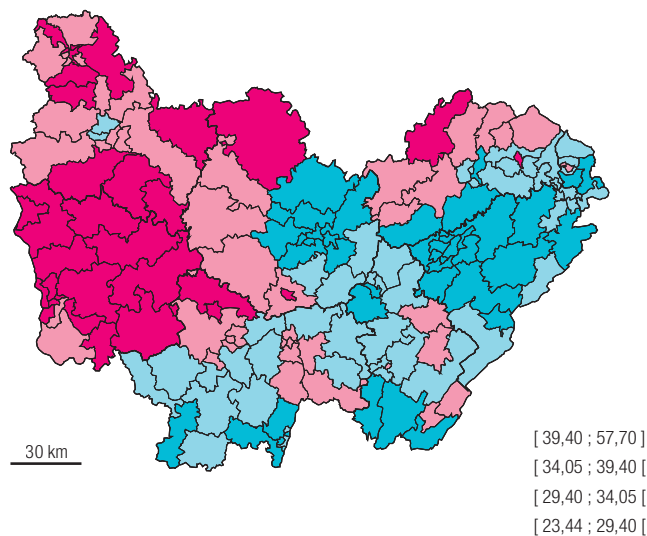 30 km
[ 39,40 ; 57,70 ]
[ 34,05 ; 39,40 [
[ 29,40 ; 34,05 [
[ 23,44 ; 29,40 [